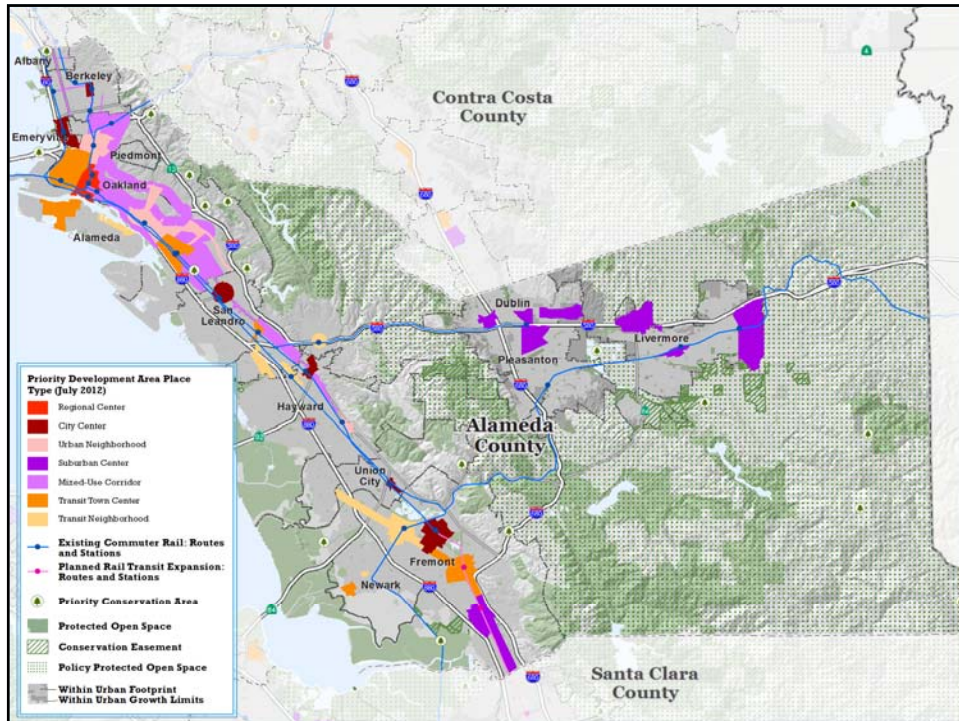 Albany
Berkeley
Emeryville
Piedmont
Oakland
Alameda
San
Leandro
Hayward
Union
City
Fremont
Newark
Dublin
Pleasanton
Livermore
Contra Costa
County
Alameda
County
Santa Clara
County
4
84
Priority Development Area Place
Type (July 2012)
Regional Center
City Center
Urban Neighborhood
Suburban Center
Mized-Use Corridor
Transit Town Center
Transit Neighborhood
Existing Commuter Rail: Routes
and Stations
Planned Rail Transit Expansion:
Routes and Stations
Priority Conservation Area
Protected Open Space
Conservation Easement
Policy Protected Open Space
Within Urban Footprint
Within Urban Growth Limits